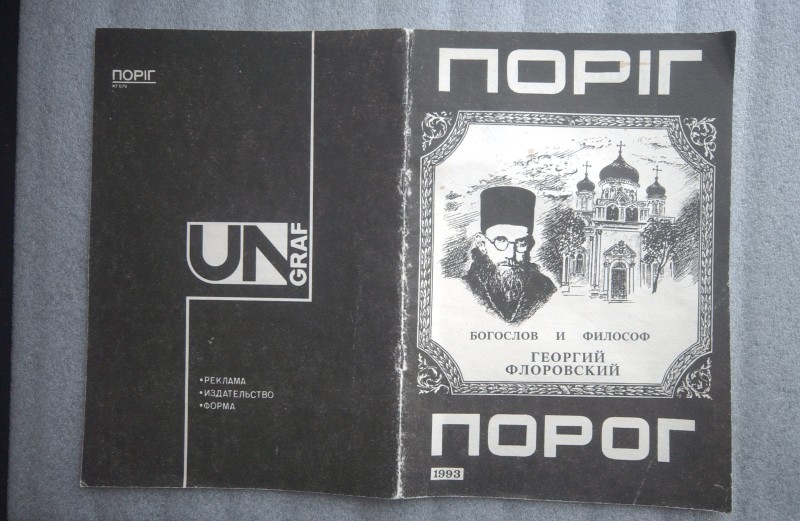 ПОРІГ
UN
GRAF
•РЕКЛАМА
•ИЗДАТЕЛЬСТВО
•ФОРМА
ПОРІГ
БОГОСЛОВ И ФИЛОСОФ
ГЕОРГИЙ
ФЛОРОВСКИЙ
ПОРОГ
1993